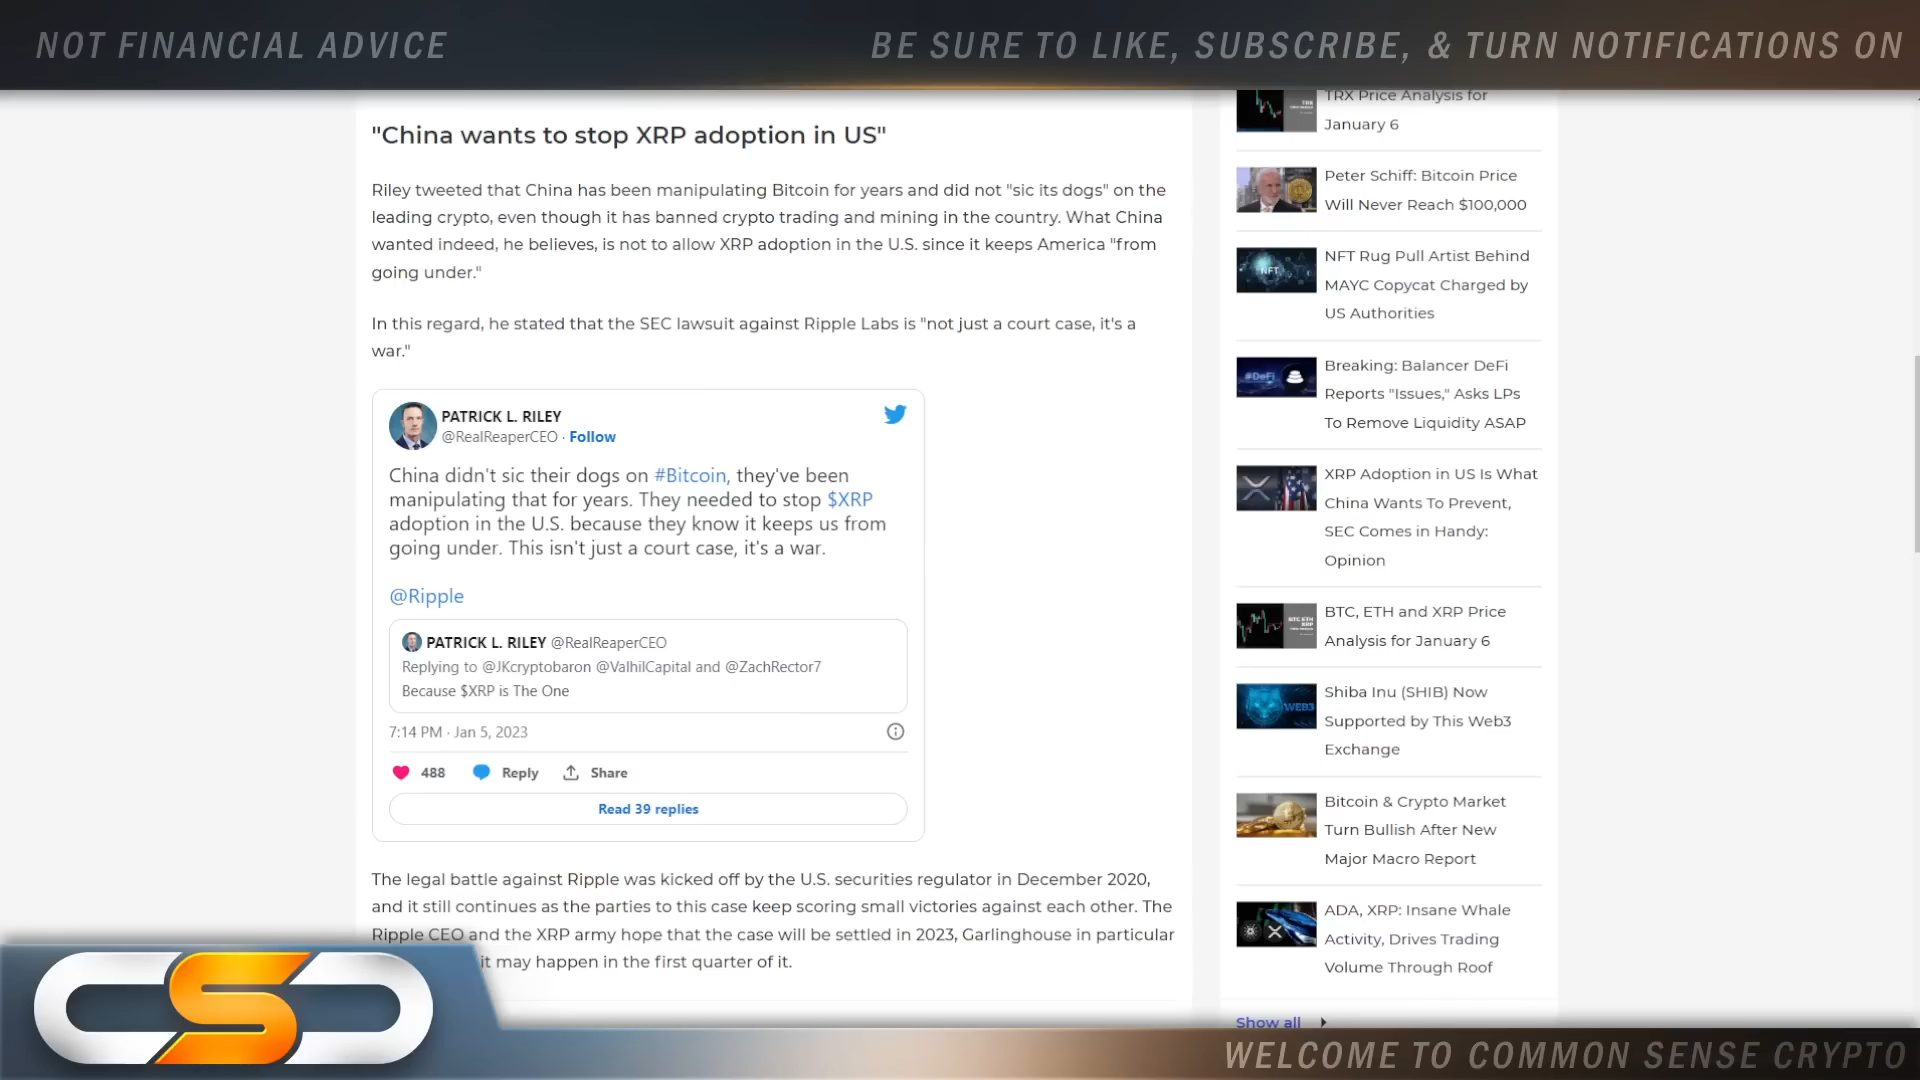 NOT FINANCIAL ADVICE
BE SURE TO LIKE, SUBSCRIBE, & TURN NOTIFICATIONS ON
"China wants to stop XRP adoption in US"
Riley tweeted that China has been manipulating Bitcoin for years and did not "sic its dogs" on the
leading crypto, even though it has banned crypto trading and mining in the country. What China
wanted indeed, he believes, is not to allow XRP adoption in the U.S. since it keeps America "from
going under."
In this regard, he stated that the SEC lawsuit against Ripple Labs is "not just a court case, it's a
war."
PATRICK L. RILEY
@RealReaperCEO · Follow
China didn't sic their dogs on #Bitcoin, they've been
manipulating that for years. They needed to stop $XRP
adoption in the U.S. because they know it keeps us from
going under. This isn't just a court case, it's a war.
@Ripple
PATRICK L. RILEY @RealReaperCEO
Replying to @JKcryptobaron @ValhilCapital and @ZachRector7
Because $XRP is The One
7:14 PM · Jan 5, 2023
488 Reply Share
Read 39 replies
The legal battle against Ripple was kicked off by the U.S. securities regulator in December 2020,
and it still continues as the parties to this case keep scoring small victories against each other. The
Ripple CEO and the XRP army hope that the case will be settled in 2023, Garlinghouse in particular
it may happen in the first quarter of it.
TRX Price Analysis for
January 6
Peter Schiff: Bitcoin Price
Will Never Reach $100,000
NFT
NFT Rug Pull Artist Behind
MAYC Copycat Charged by
US Authorities
#DeFi
Breaking: Balancer DeFi
Reports "Issues," Asks LPs
To Remove Liquidity ASAP
XRP Adoption in US Is What
China Wants To Prevent,
SEC Comes in Handy:
Opinion
BTC, ETH and XRP Price
Analysis for January 6
WEB3
Shiba Inu (SHIB) Now
Supported by This Web3
Exchange
Bitcoin & Crypto Market
Turn Bullish After New
Major Macro Report
ADA, XRP: Insane Whale
Activity, Drives Trading
Volume Through Roof
Show all
CSC
WELCOME TO COMMON SENSE CRYPTO